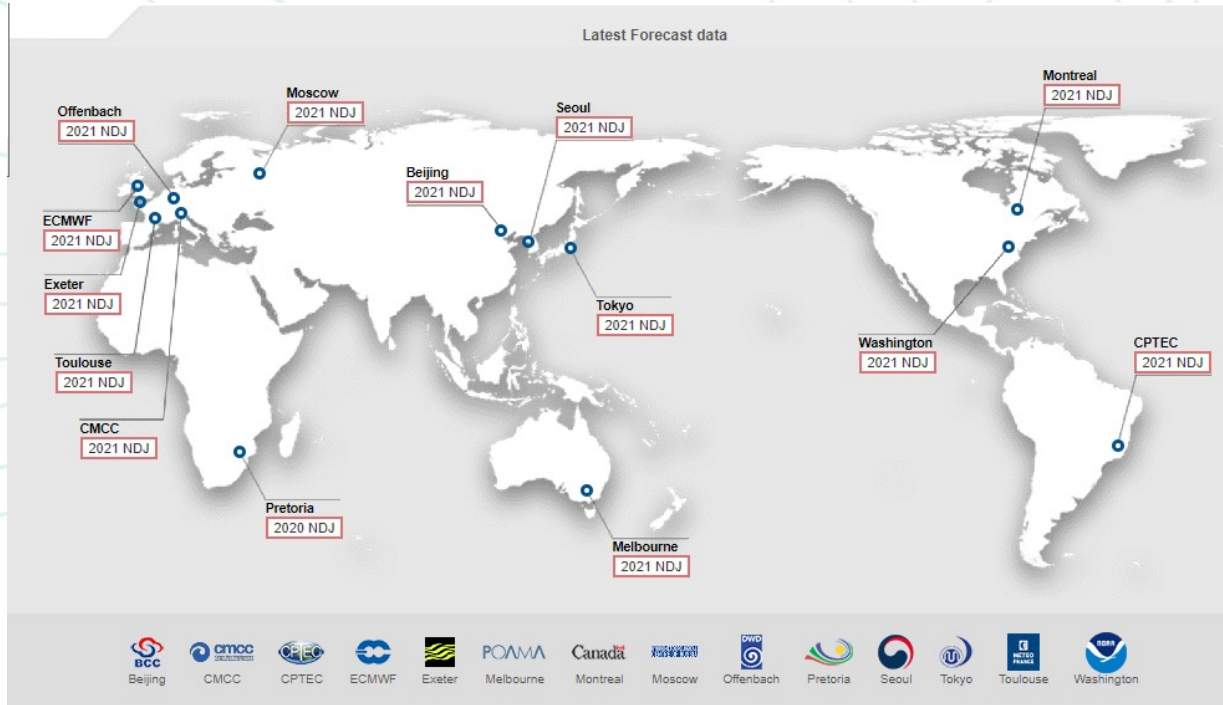 Latest Forecast data
Moscow
2021 NDJ
Montreal
2021 NDJ
Offenbach
2021 NDJ
Seoul
2021 NDJ
Beijing
2021 NDJ
ECMWF
2021 NDJ
Exeter
2021 NDJ
Tokyo
2021 NDJ
Washington
2021 NDJ
CPTEC
2021 NDJ
Toulouse
2021 NDJ
CMCC
2021 NDJ
Pretoria
2020 NDJ
Melbourne
2021 NDJ
BCC
cmcc
CPTEC
POAMA
Canada
DWD
METEO FRANCE
NOAA
Beijing
CMCC
CPTEC
ECMWF
Exeter
Melbourne
Montreal
Moscow
Offenbach
Pretoria
Seoul
Tokyo
Toulouse
Washington